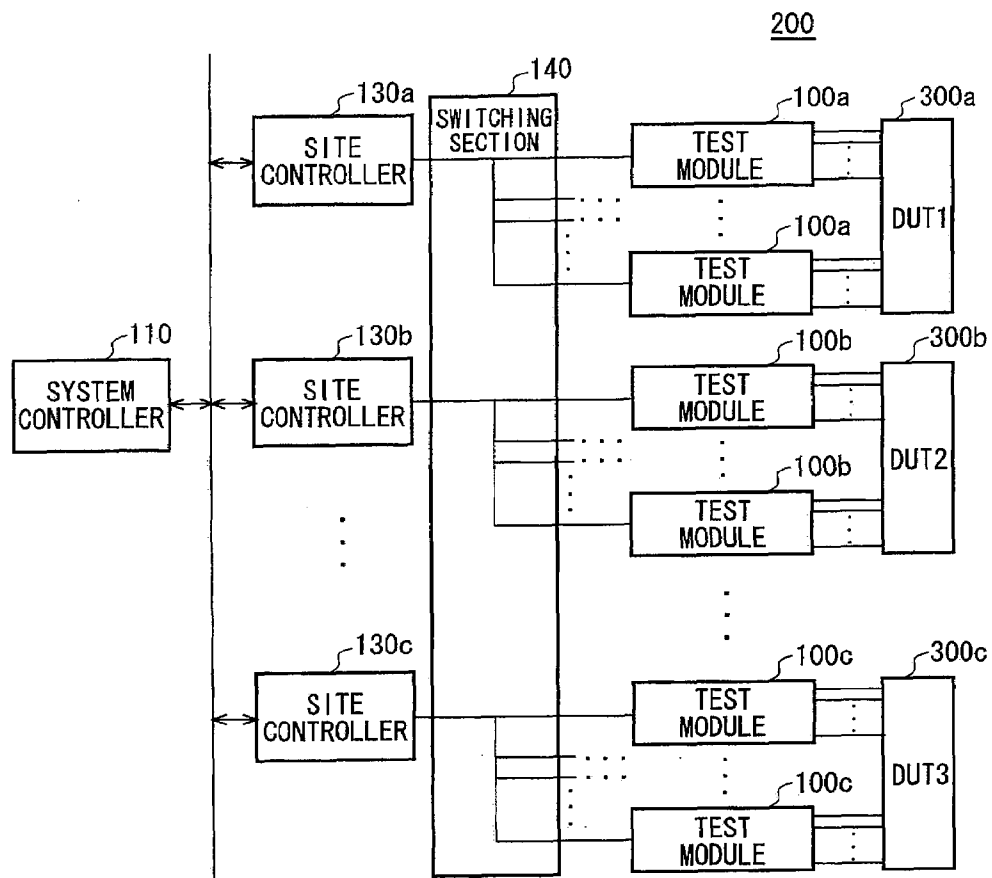 200
130a
140
100a
300a
SITE
CONTROLLER
SWITCHING
SECTION
TEST
MODULE
DUT1
100a
TEST
MODULE
110
130b
100b
300b
SYSTEM
CONTROLLER
SITE
CONTROLLER
TEST
MODULE
DUT2
100b
TEST
MODULE
130c
100c
300c
SITE
CONTROLLER
TEST
MODULE
DUT3
100c
TEST
MODULE